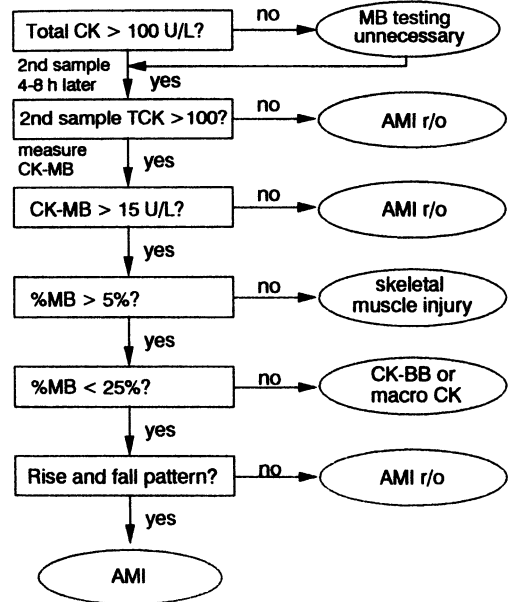 Total CK > 100 U/L?
no
MB testing
unnecessary
2nd sample
4-8 h later
yes
2nd sample TCK >100?
no
AMI r/o
measure
CK-MB
yes
CK-MB > 15 U/L?
no
AMI r/o
yes
%MB > 5%?
no
skeletal
muscle injury
yes
%MB < 25%?
no
CK-BB or
macro CK
yes
Rise and fall pattern?
no
AMI r/o
yes
AMI